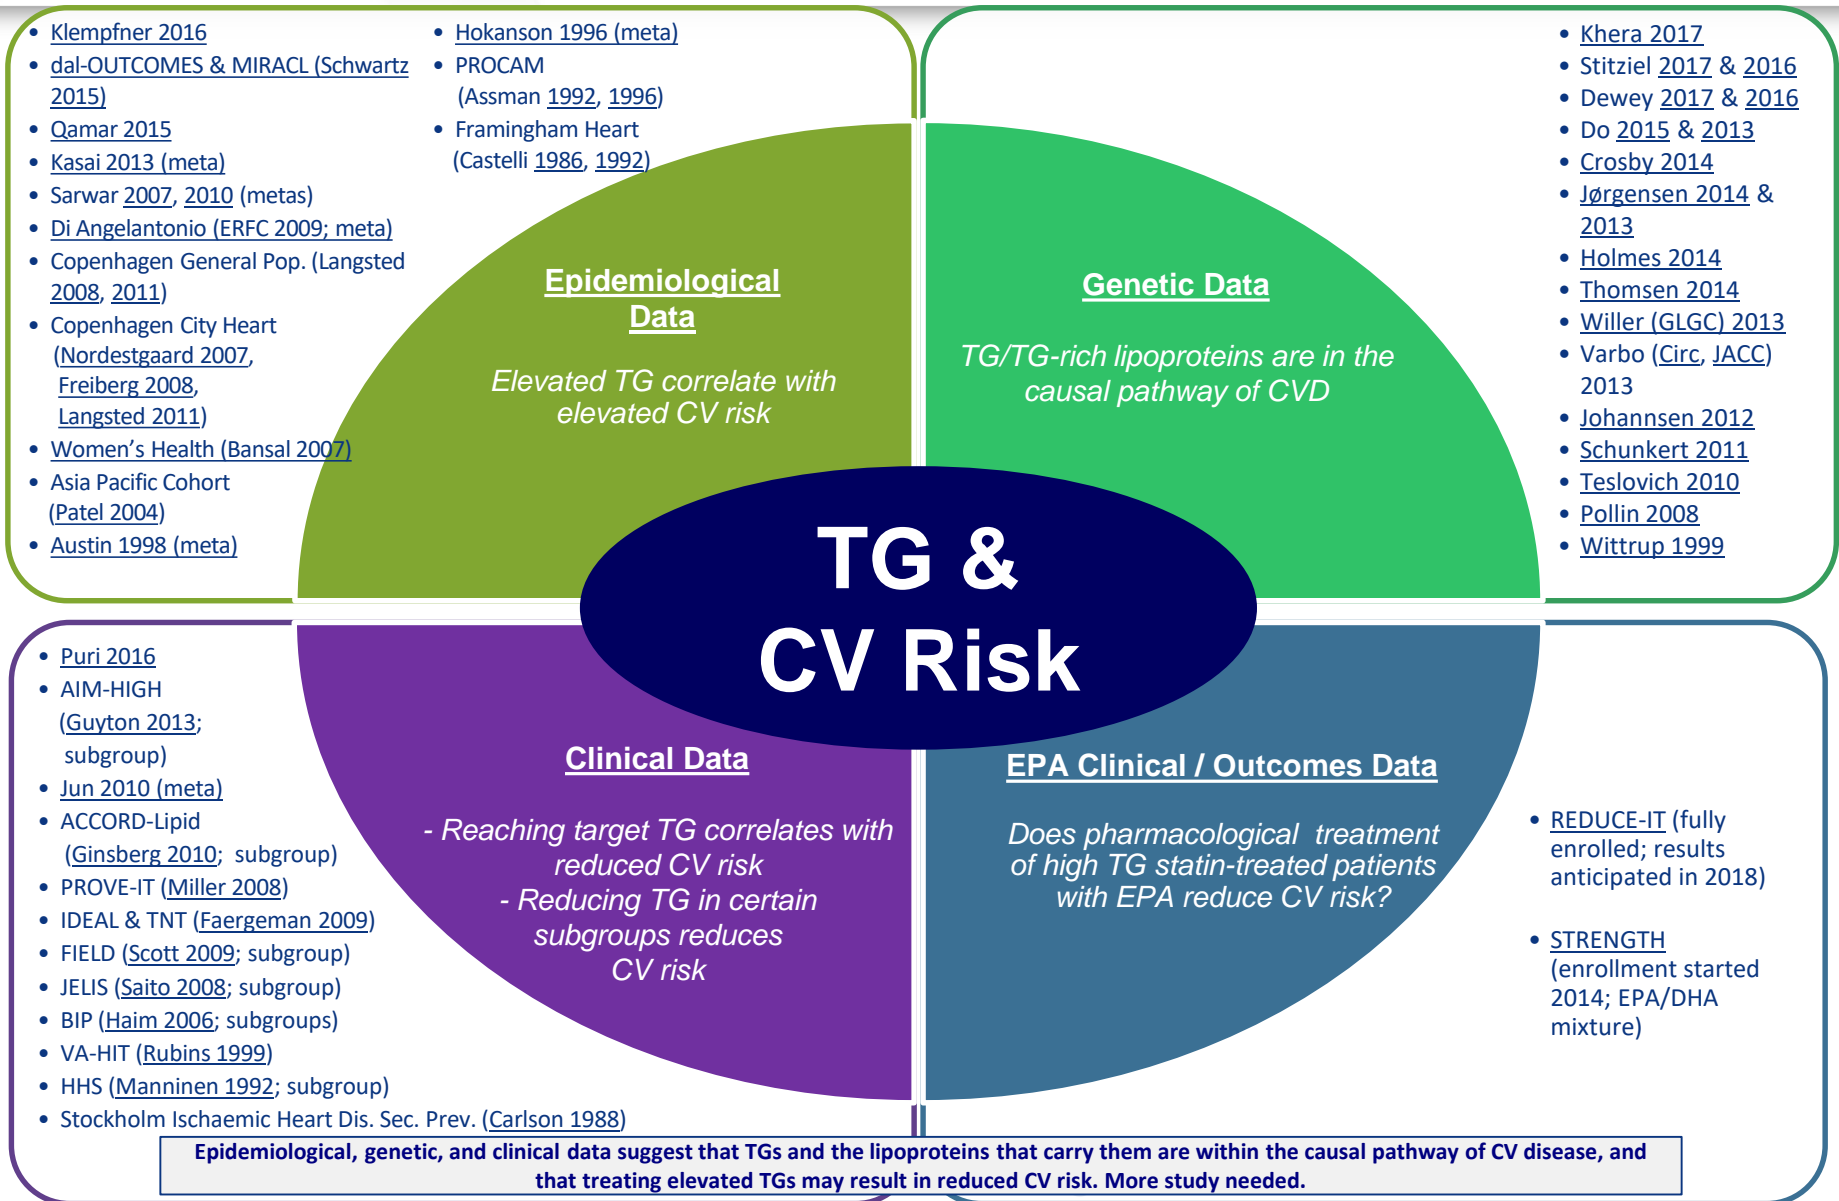 • Klempfner 2016
• dal-OUTCOMES & MIRACL (Schwartz
2015)
• Qamar 2015
• Kasai 2013 (meta)
• Sarwar 2007, 2010 (metas)
• Di Angelantonio (ERFC 2009; meta)
• Copenhagen General Pop. (Langsted
2008, 2011)
• Copenhagen City Heart
(Nordestgaard 2007,
Freiberg 2008,
Langsted 2011)
• Women’s Health (Bansal 2007)
• Asia Pacific Cohort
(Patel 2004)
• Austin 1998 (meta)
• Hokanson 1996 (meta)
• PROCAM
(Assman 1992, 1996)
• Framingham Heart
(Castelli 1986, 1992)
Epidemiological
Data
Elevated TG correlate with
elevated CV risk
Genetic Data
TG/TG-rich lipoproteins are in the
causal pathway of CVD
• Khera 2017
• Stitziel 2017 & 2016
• Dewey 2017 & 2016
• Do 2015 & 2013
• Crosby 2014
• Jørgensen 2014 &
2013
• Holmes 2014
• Thomsen 2014
• Willer (GLGC) 2013
• Varbo (Circ, JACC)
2013
• Johannsen 2012
• Schunkert 2011
• Teslovich 2010
• Pollin 2008
• Wittrup 1999
TG &
CV Risk
• Puri 2016
• AIM-HIGH
(Guyton 2013;
subgroup)
• Jun 2010 (meta)
• ACCORD-Lipid
(Ginsberg 2010; subgroup)
• PROVE-IT (Miller 2008)
• IDEAL & TNT (Faergeman 2009)
• FIELD (Scott 2009; subgroup)
• JELIS (Saito 2008; subgroup)
• BIP (Haim 2006; subgroups)
• VA-HIT (Rubins 1999)
• HHS (Manninen 1992; subgroup)
• Stockholm Ischaemic Heart Dis. Sec. Prev. (Carlson 1988)
Clinical Data
- Reaching target TG correlates with
reduced CV risk
- Reducing TG in certain
subgroups reduces
CV risk
EPA Clinical / Outcomes Data
Does pharmacological treatment
of high TG statin-treated patients
with EPA reduce CV risk?
• REDUCE-IT (fully
enrolled; results
anticipated in 2018)
• STRENGTH
(enrollment started
2014; EPA/DHA
mixture)
Epidemiological, genetic, and clinical data suggest that TGs and the lipoproteins that carry them are within the causal pathway of CV disease, and
that treating elevated TGs may result in reduced CV risk. More study needed.